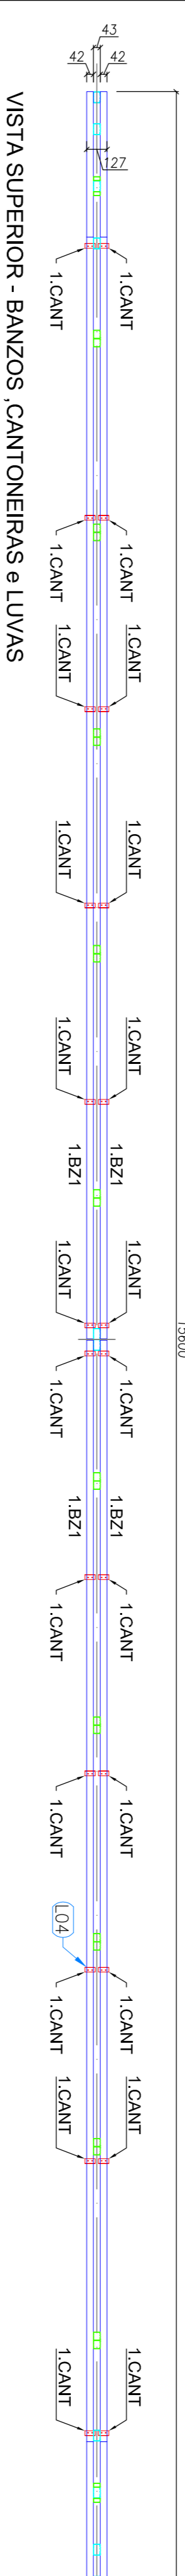 43
42 42
127
1.CANT 1.CANT 1.CANT 1.CANT 1.CANT 1.BZ1 1.CANT 1.CANT 1.BZ1 1.CANT 1.CANT 1.CANT 1.CANT 1.CANT
1.CANT 1.CANT 1.CANT 1.CANT 1.CANT 1.BZ1 1.CANT 1.CANT 1.BZ1 1.CANT 1.CANT L04 1.CANT 1.CANT 1.CANT
VISTA SUPERIOR - BANZOS ,CANTONEIRAS e LUVAS